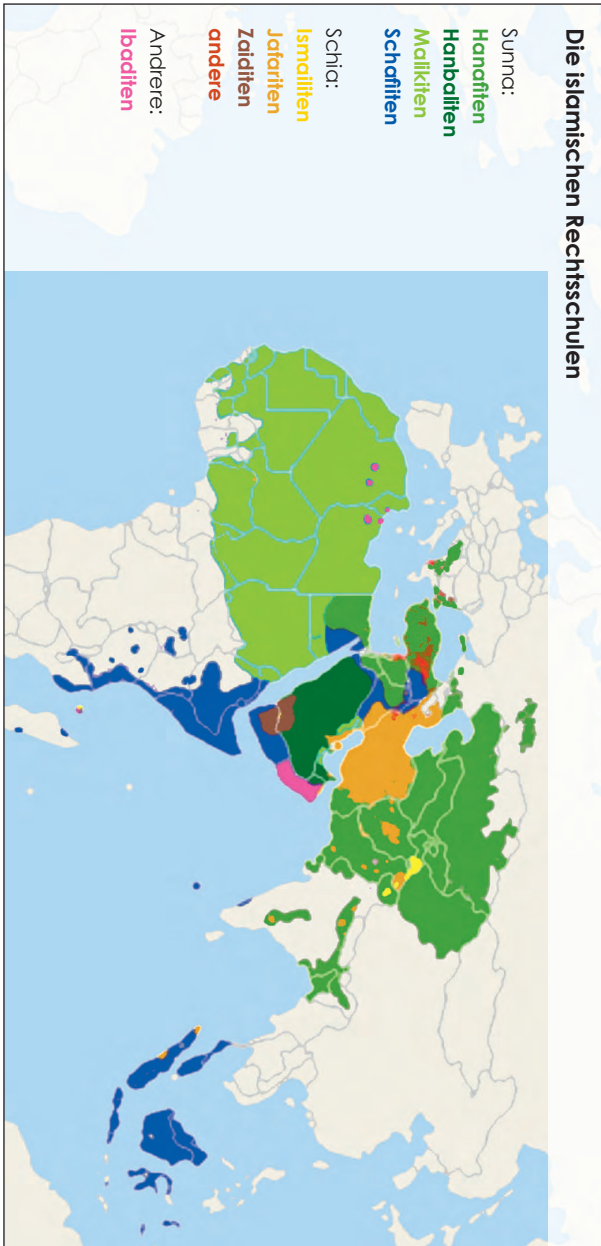 Die islamischen Rechtsschulen
Sunna:
Hanafiten
Hanbaliten
Malikiten
Schafiiten
Schia:
Ismailiten
Jafariten
Zaiditen
andere
Andrere:
Ibaditen